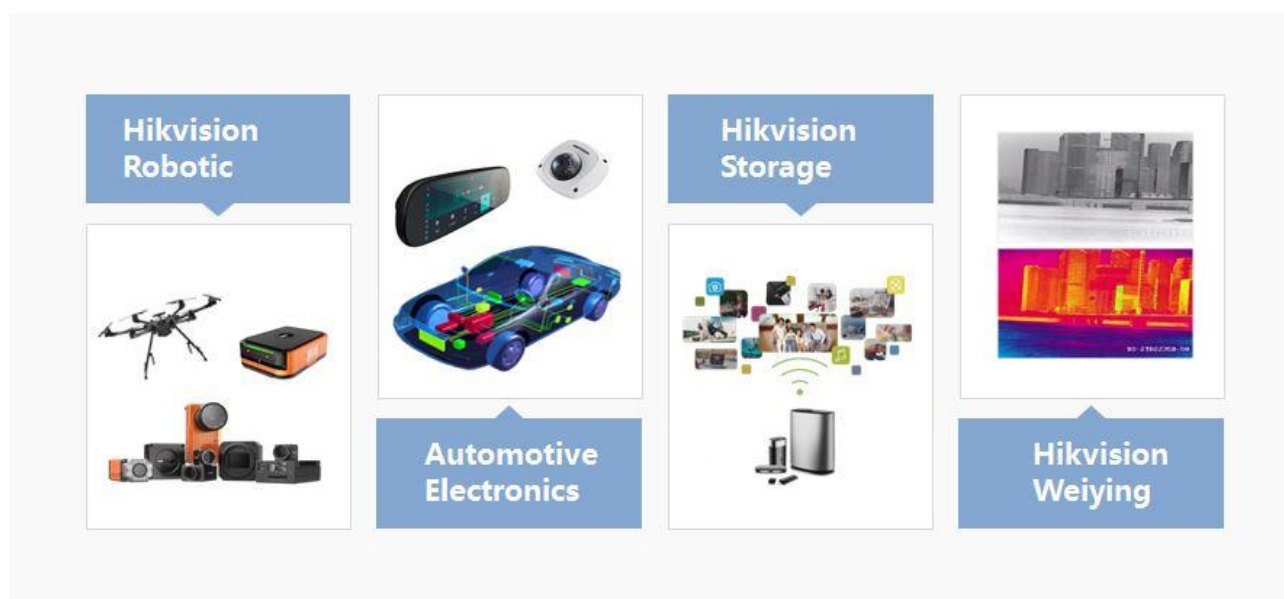 Hikvision
Robotic
Automotive
Electronics
Hikvision
Storage
Hikvision
Weiying